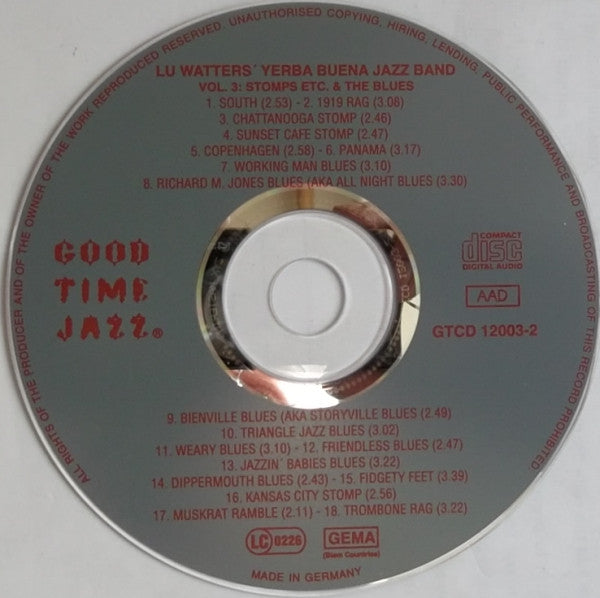 ALL RIGHTS OF THE PRODUCER AND OF THE OWNER OF THE WORK REPRODUCED RESERVED. UNAUTHORISED COPYING, HIRING, LENDING, PUBLIC PERFORMANCE AND BROADCASTING OF THIS RECORD PROHIBITED
LU WATTERS´ YERBA BUENA JAZZ BAND
VOL. 3: STOMPS ETC. & THE BLUES
1. SOUTH (2.53) - 2. 1919 RAG (3.08)
3. CHATTANOOGA STOMP (2.46)
4. SUNSET CAFE STOMP (2.47)
5. COPENHAGEN (2.58) - 6. PANAMA (3.17)
7. WORKING MAN BLUES (3.10)
8. RICHARD M. JONES BLUES (AKA ALL NIGHT BLUES (3.30)
GOOD
TIME
JAZZ®
COMPACT
disc
DIGITAL AUDIO
AAD
GTCD 12003-2
9. BIENVILLE BLUES (AKA STORYVILLE BLUES (2.49)
10. TRIANGLE JAZZ BLUES (3.02)
11. WEARY BLUES (3.10) - 12. FRIENDLESS BLUES (2.47)
13. JAZZIN´ BABIES BLUES (3.22)
14. DIPPERMOUTH BLUES (2.43) - 15. FIDGETY FEET (3.39)
16. KANSAS CITY STOMP (2.56)
17. MUSKRAT RAMBLE (2.11) - 18. TROMBONE RAG (3.22)
LC 0226
GEMA
(Biem Countries)
MADE IN GERMANY